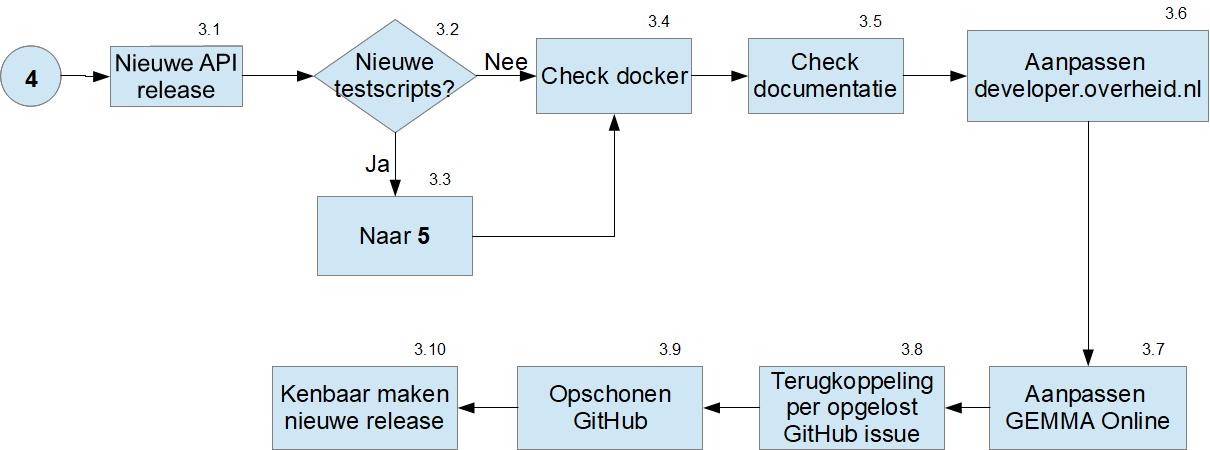 4
3.1
Nieuwe API
release
3.2
Nieuwe
testscripts?
Nee
Ja
3.3
Naar 5
3.4
Check docker
3.5
Check
documentatie
3.6
Aanpassen
developer.overheid.nl
3.7
Aanpassen
GEMMA Online
3.8
Terugkoppeling
per opgelost
GitHub issue
3.9
Opschonen
GitHub
3.10
Kenbaar maken
nieuwe release